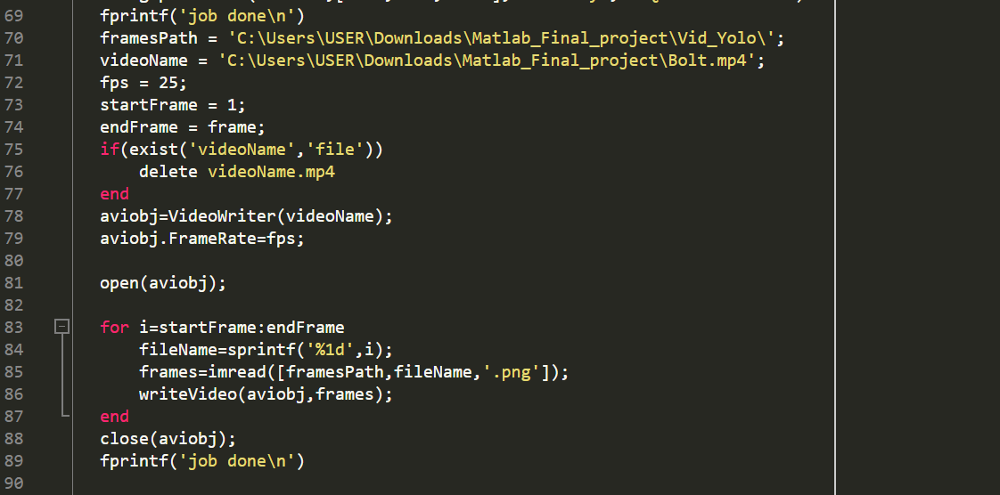 69 fprintf('job done\n')
70 framesPath = 'C:\Users\USER\Downloads\Matlab_Final_project\Vid_Yolo\';
71 videoName = 'C:\Users\USER\Downloads\Matlab_Final_project\Bolt.mp4';
72 fps = 25;
73 startFrame = 1;
74 endFrame = frame;
75 if(exist('videoName','file'))
76     delete videoName.mp4
77 end
78 aviobj=VideoWriter(videoName);
79 aviobj.FrameRate=fps;
80
81 open(aviobj);
82
83 for i=startFrame:endFrame
84     fileName=sprintf('%1d',i);
85     frames=imread([framesPath,fileName,'.png']);
86     writeVideo(aviobj,frames);
87 end
88 close(aviobj);
89 fprintf('job done\n')
90